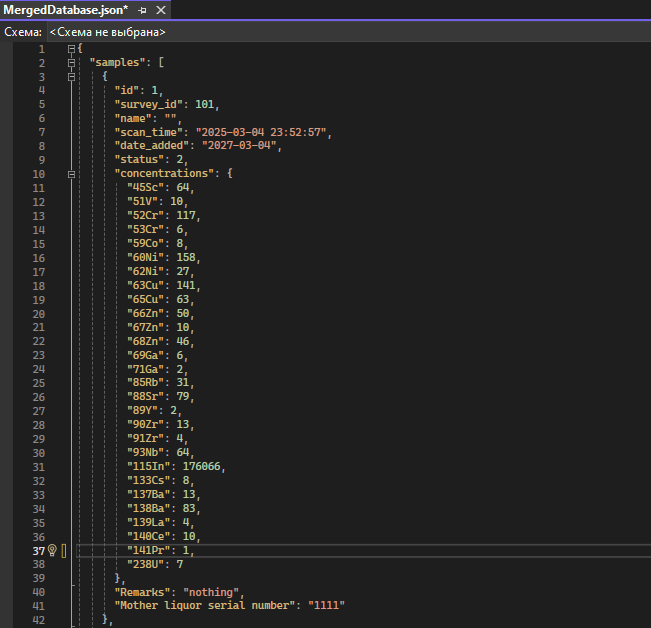 MergedDatabase.json*
Схема: <Схема не выбрана>
1 {
2 "samples": [
3 {
4 "id": 1,
5 "survey_id": 101,
6 "name": "",
7 "scan_time": "2025-03-04 23:52:57",
8 "date_added": "2027-03-04",
9 "status": 2,
10 "concentrations": {
11 "45Sc": 64,
12 "51V": 10,
13 "52Cr": 117,
14 "53Cr": 6,
15 "59Co": 8,
16 "60Ni": 158,
17 "62Ni": 27,
18 "63Cu": 141,
19 "65Cu": 63,
20 "66Zn": 50,
21 "67Zn": 10,
22 "68Zn": 46,
23 "69Ga": 6,
24 "71Ga": 2,
25 "85Rb": 31,
26 "88Sr": 79,
27 "89Y": 2,
28 "90Zr": 13,
29 "91Zr": 4,
30 "93Nb": 64,
31 "115In": 176066,
32 "133Cs": 8,
33 "137Ba": 13,
34 "138Ba": 83,
35 "139La": 4,
36 "140Ce": 10,
37 "141Pr": 1,
38 "238U": 7
39 },
40 "Remarks": "nothing",
41 "Mother liquor serial number": "1111"
42 },